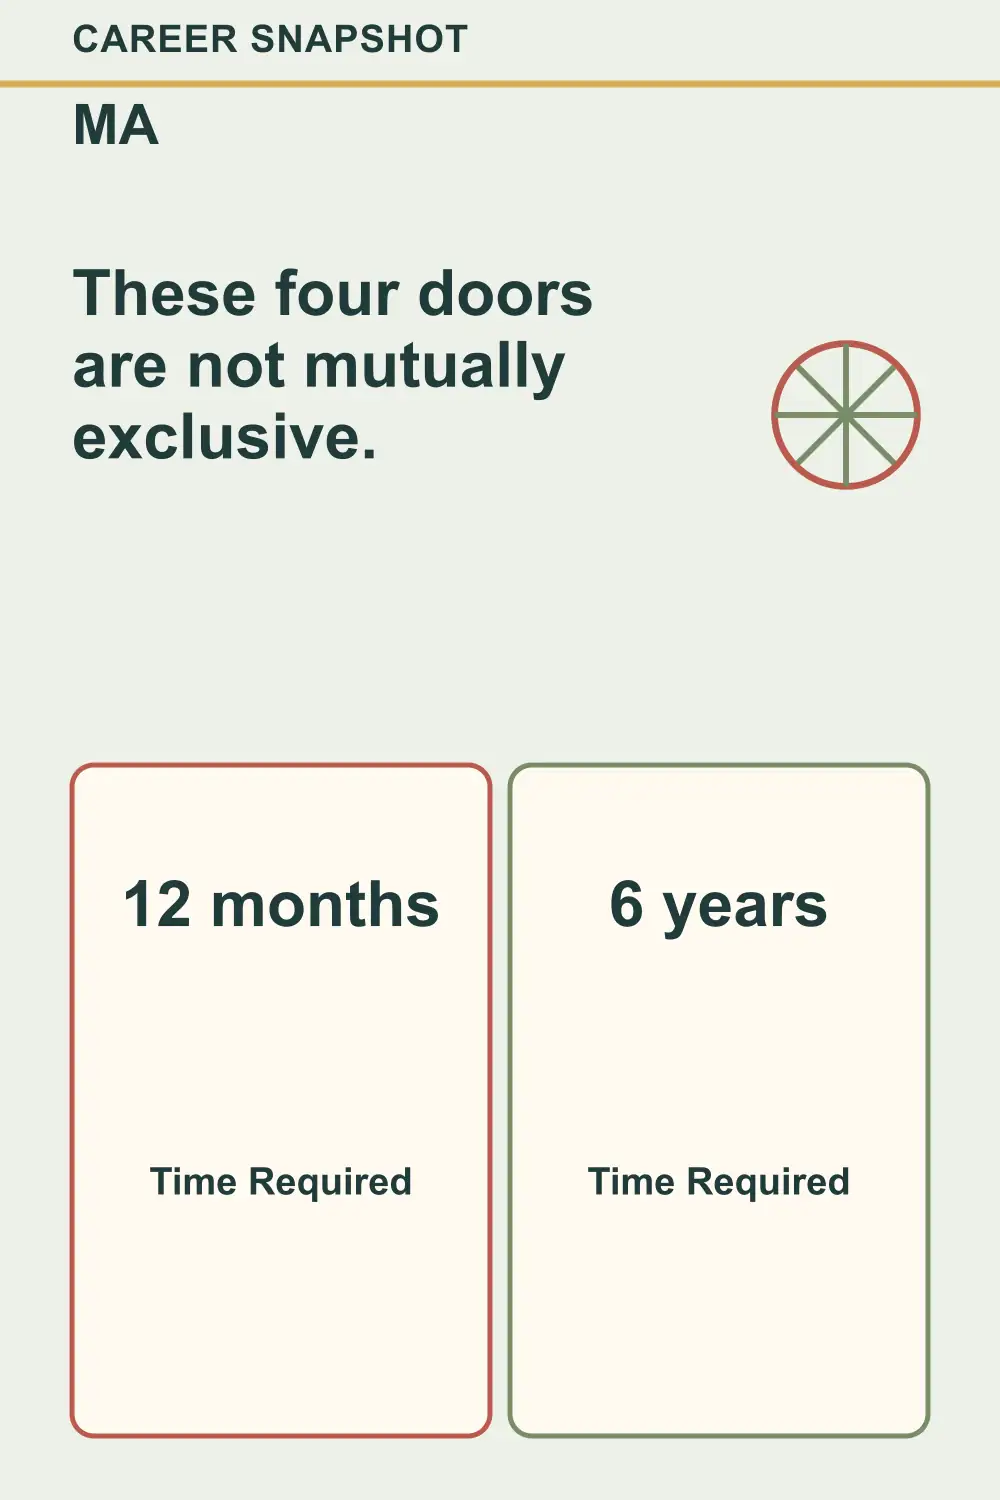 CAREER SNAPSHOT
MA
These four doors
are not mutually
exclusive.
12 months
6 years
Time Required
Time Required